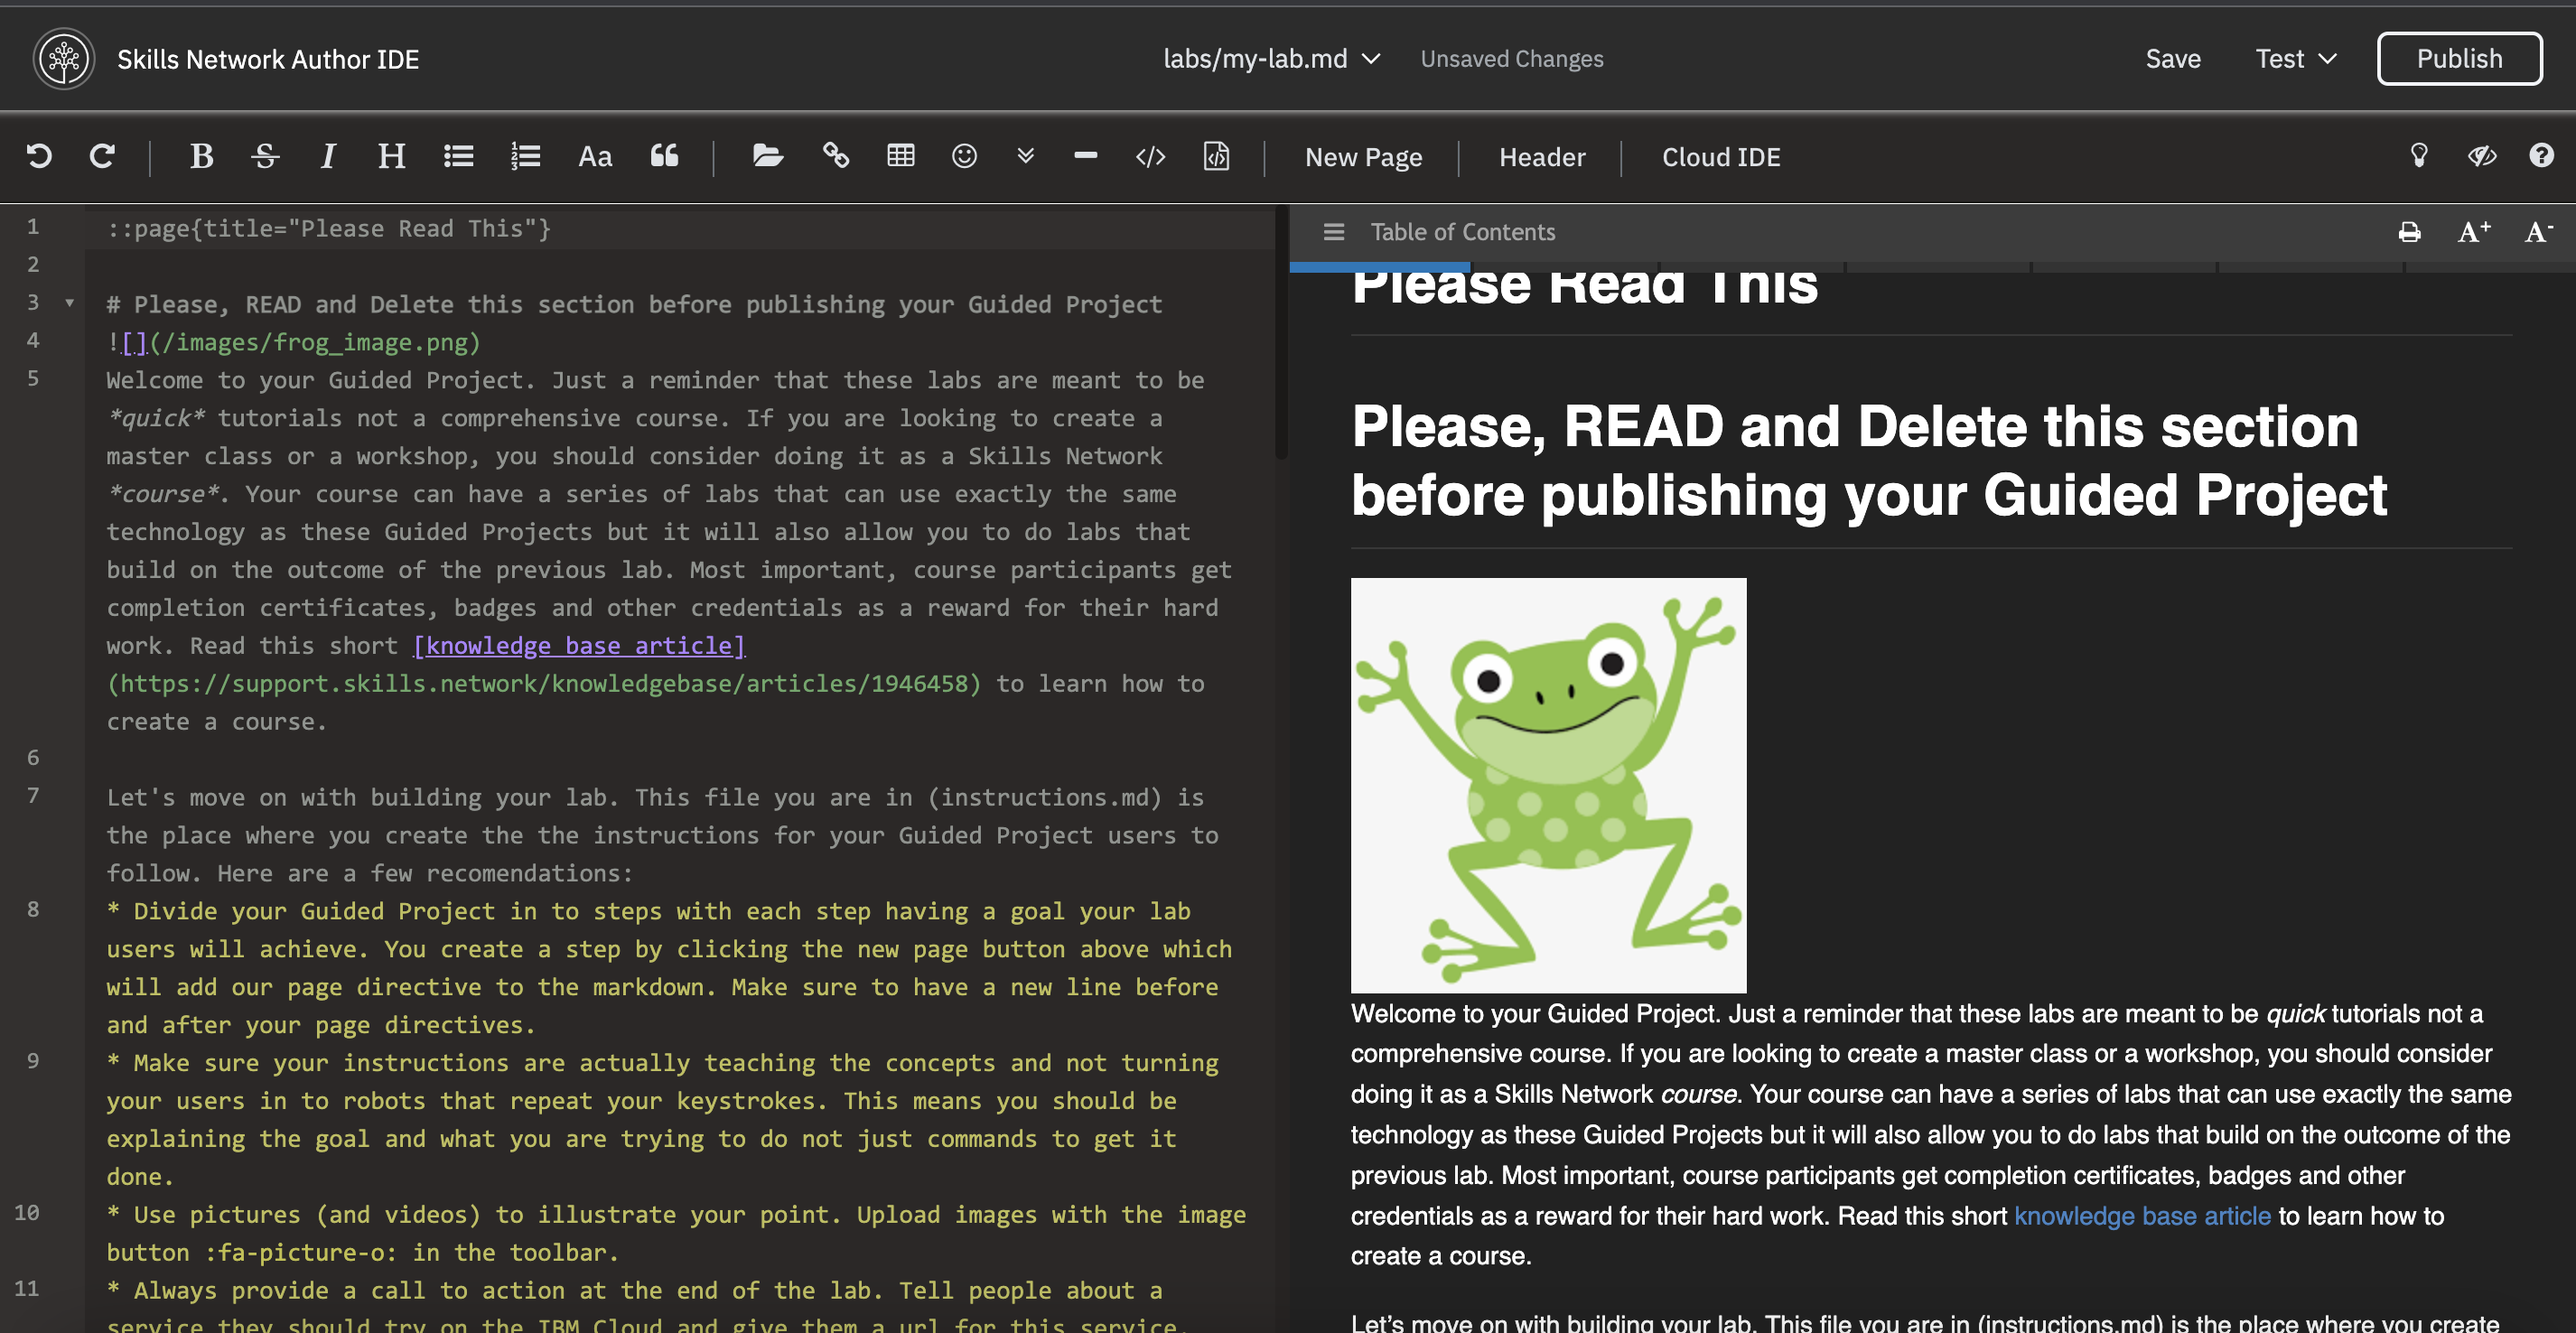 Skills Network Author IDE
labs/my-lab.md
Unsaved Changes
Save
Test
Publish
B S I H Aa
New Page
Header
Cloud IDE
1 ::page{title="Please Read This"}
2
3 # Please, READ and Delete this section before publishing your Guided Project
4 ![](/images/frog_image.png)
5 Welcome to your Guided Project. Just a reminder that these labs are meant to be
*quick* tutorials not a comprehensive course. If you are looking to create a
master class or a workshop, you should consider doing it as a Skills Network
*course*. Your course can have a series of labs that can use exactly the same
technology as these Guided Projects but it will also allow you to do labs that
build on the outcome of the previous lab. Most important, course participants get
completion certificates, badges and other credentials as a reward for their hard
work. Read this short [knowledge base article]
(https://support.skills.network/knowledgebase/articles/1946458) to learn how to
create a course.
6
7 Let's move on with building your lab. This file you are in (instructions.md) is
the place where you create the the instructions for your Guided Project users to
follow. Here are a few recomendations:
8 * Divide your Guided Project in to steps with each step having a goal your lab
users will achieve. You create a step by clicking the new page button above which
will add our page directive to the markdown. Make sure to have a new line before
and after your page directives.
9 * Make sure your instructions are actually teaching the concepts and not turning
your users in to robots that repeat your keystrokes. This means you should be
explaining the goal and what you are trying to do not just commands to get it
done.
10 * Use pictures (and videos) to illustrate your point. Upload images with the image
button :fa-picture-o: in the toolbar.
11 * Always provide a call to action at the end of the lab. Tell people about a
service they should try on the IBM Cloud and give them a url for this service.
Table of Contents
A+ A-
Please Read This
Please, READ and Delete this section
before publishing your Guided Project
Welcome to your Guided Project. Just a reminder that these labs are meant to be quick tutorials not a
comprehensive course. If you are looking to create a master class or a workshop, you should consider
doing it as a Skills Network course. Your course can have a series of labs that can use exactly the same
technology as these Guided Projects but it will also allow you to do labs that build on the outcome of the
previous lab. Most important, course participants get completion certificates, badges and other
credentials as a reward for their hard work. Read this short knowledge base article to learn how to
create a course.
Let's move on with building your lab. This file you are in (instructions.md) is the place where you create